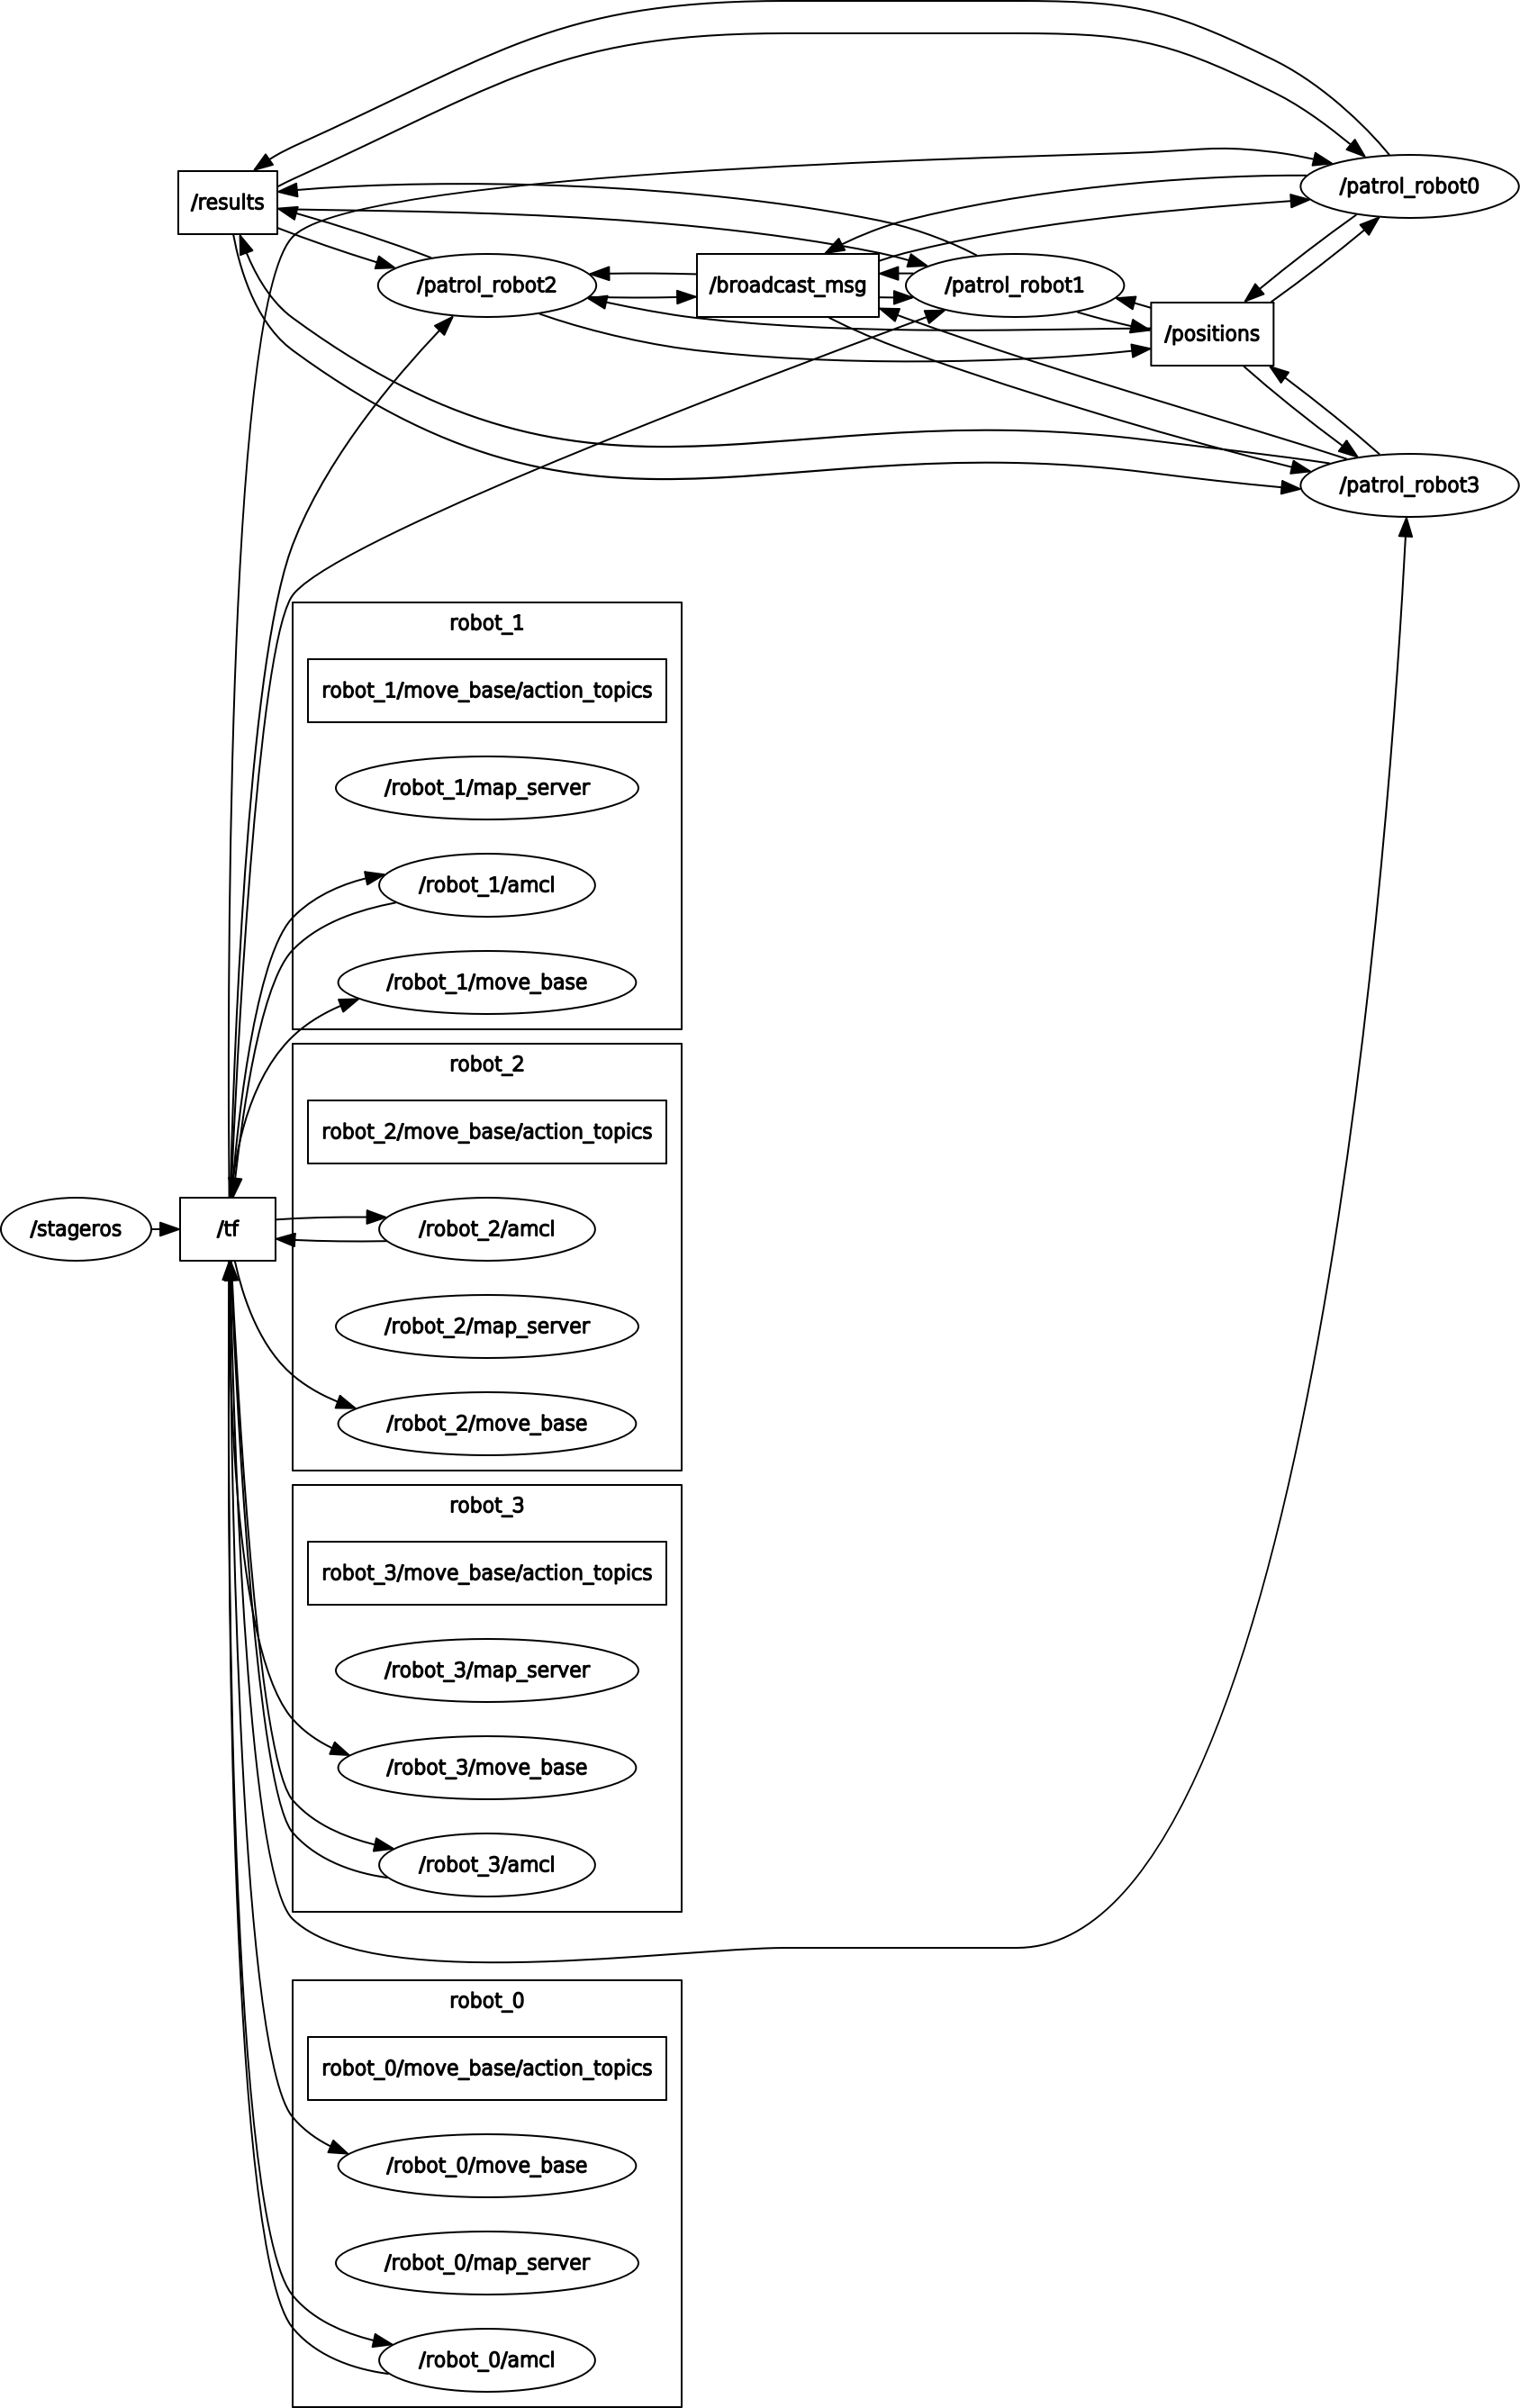 /patrol_robot0
/results
/patrol_robot2
/broadcast_msg
/patrol_robot1
/positions
/patrol_robot3
robot_1
robot_1/move_base/action_topics
/robot_1/map_server
/robot_1/amcl
/robot_1/move_base
robot_2
robot_2/move_base/action_topics
/stageros
/tf
/robot_2/amcl
/robot_2/map_server
/robot_2/move_base
robot_3
robot_3/move_base/action_topics
/robot_3/map_server
/robot_3/move_base
/robot_3/amcl
robot_0
robot_0/move_base/action_topics
/robot_0/move_base
/robot_0/map_server
/robot_0/amcl